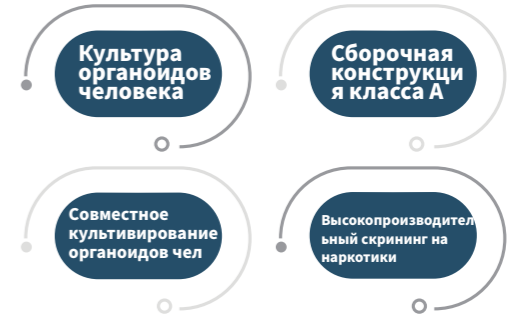 Культура
органоидов
человека
Сборочная
конструкци
я класса А
Совместное
культивирование
органоидов чел
Высокопроизводител
ьный скрининг на
наркотики